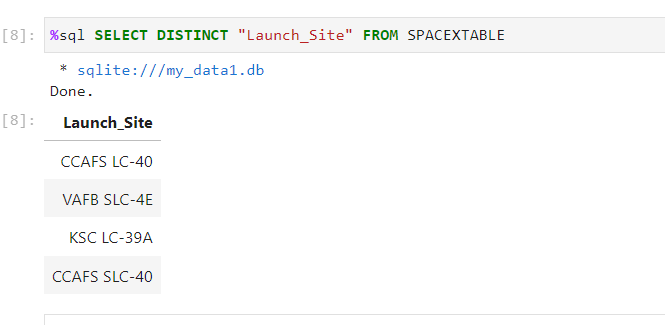 [8]: %sql SELECT DISTINCT "Launch_Site" FROM SPACEXTABLE
* sqlite:///my_data1.db
Done.
[8]: Launch_Site
CCAFS LC-40
VAFB SLC-4E
KSC LC-39A
CCAFS SLC-40